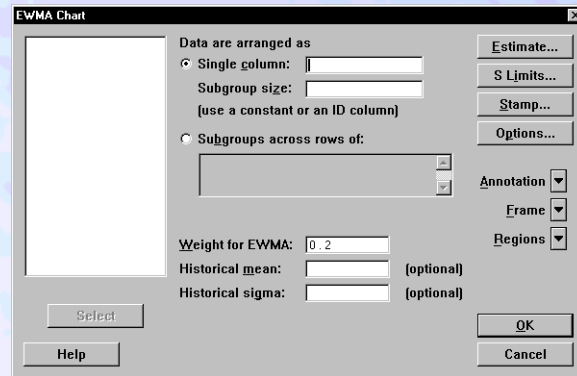 EWMA Chart
Data are arranged as
Single column:
Subgroup size:
(use a constant or an ID column)
Subgroups across rows of:
Weight for EWMA: 0.2
Historical mean: (optional)
Historical sigma: (optional)
Select
Help
Estimate...
S Limits...
Stamp...
Options...
Annotation
Frame
Regions
OK
Cancel